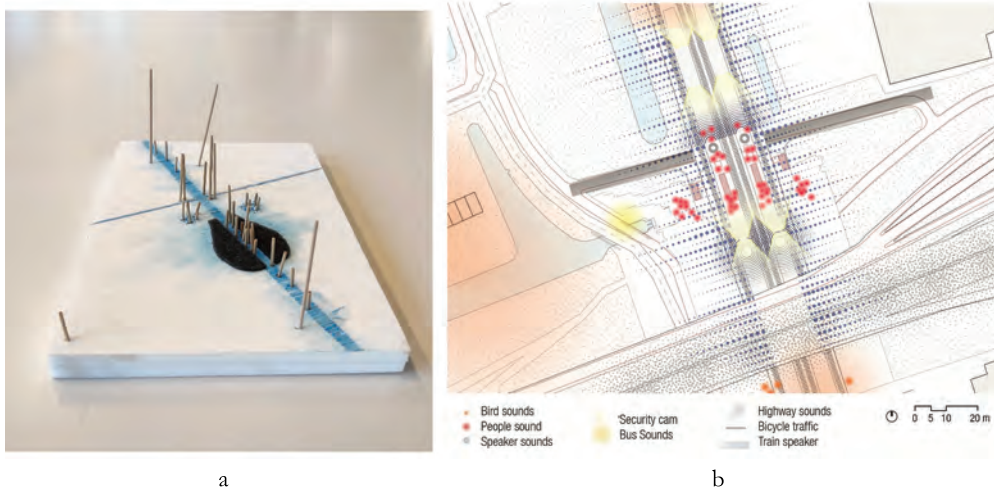 Bird sounds
People sound
Speaker sounds
Security cam
Bus Sounds
Highway sounds
Bicycle traffic
Train speaker
0 5 10 20 m
a
b